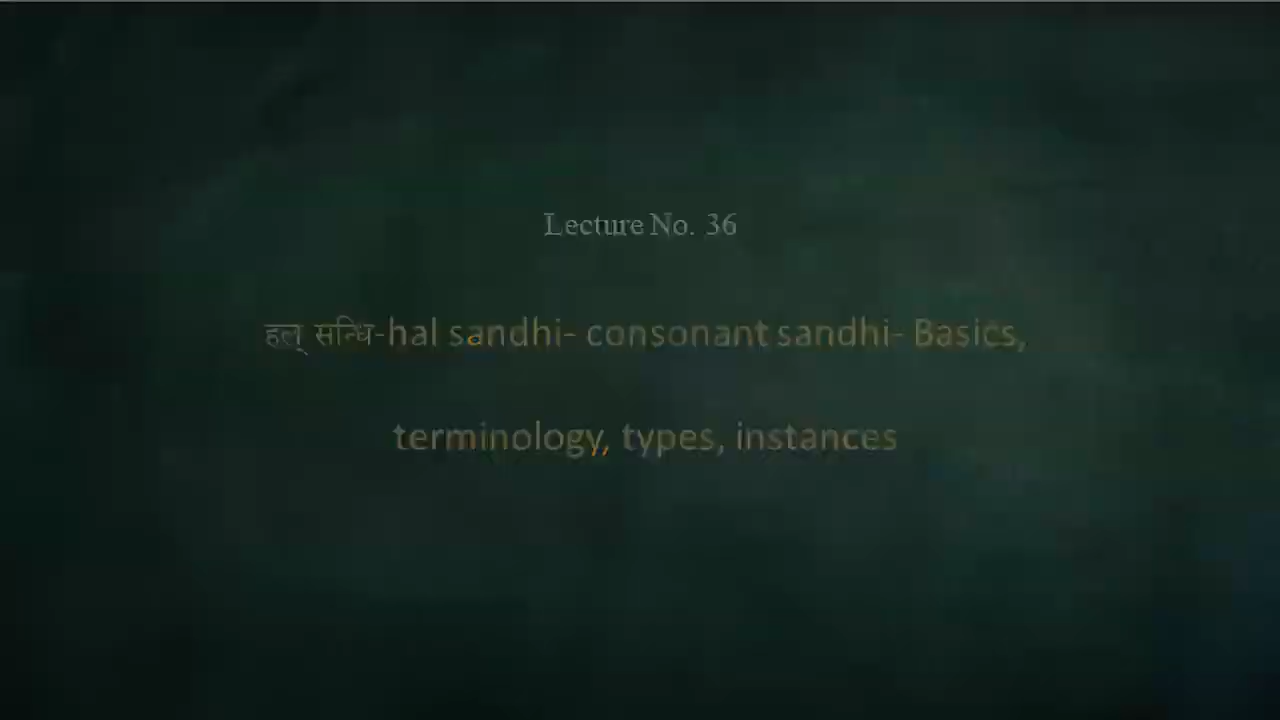 Lecture No. 36
हल् सन्धि-hal sandhi- consonant sandhi- Basics,
terminology, types, instances